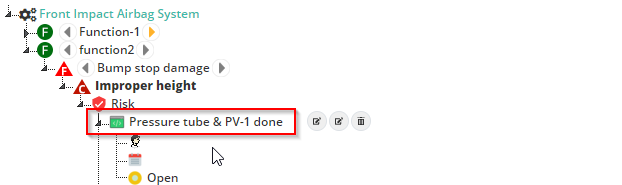 Front Impact Airbag System
F Function-1
F function2
F Bump stop damage
C Improper height
Risk
</> Pressure tube & PV-1 done
Open